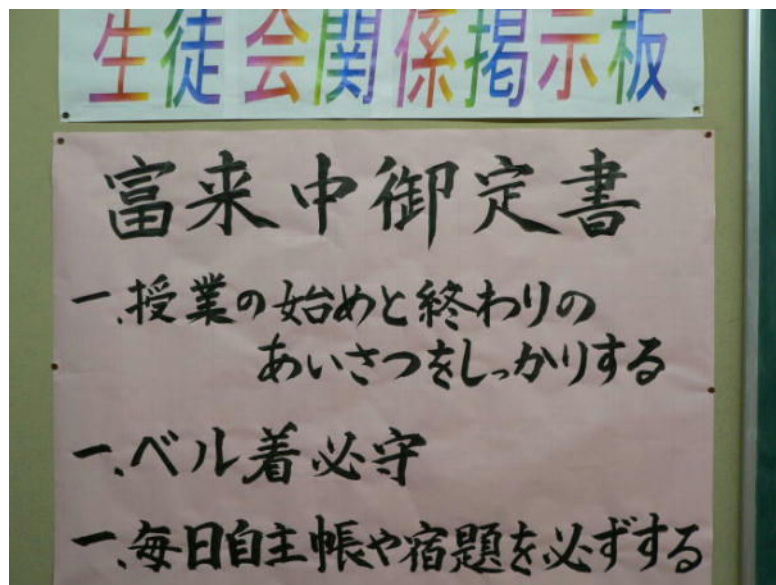 生徒会関係掲示板
富来中御定書
一、授業の始めと終わりの
あいさつをしっかりする
一、ベル着必守
一、毎日自主帳や宿題を必ずする